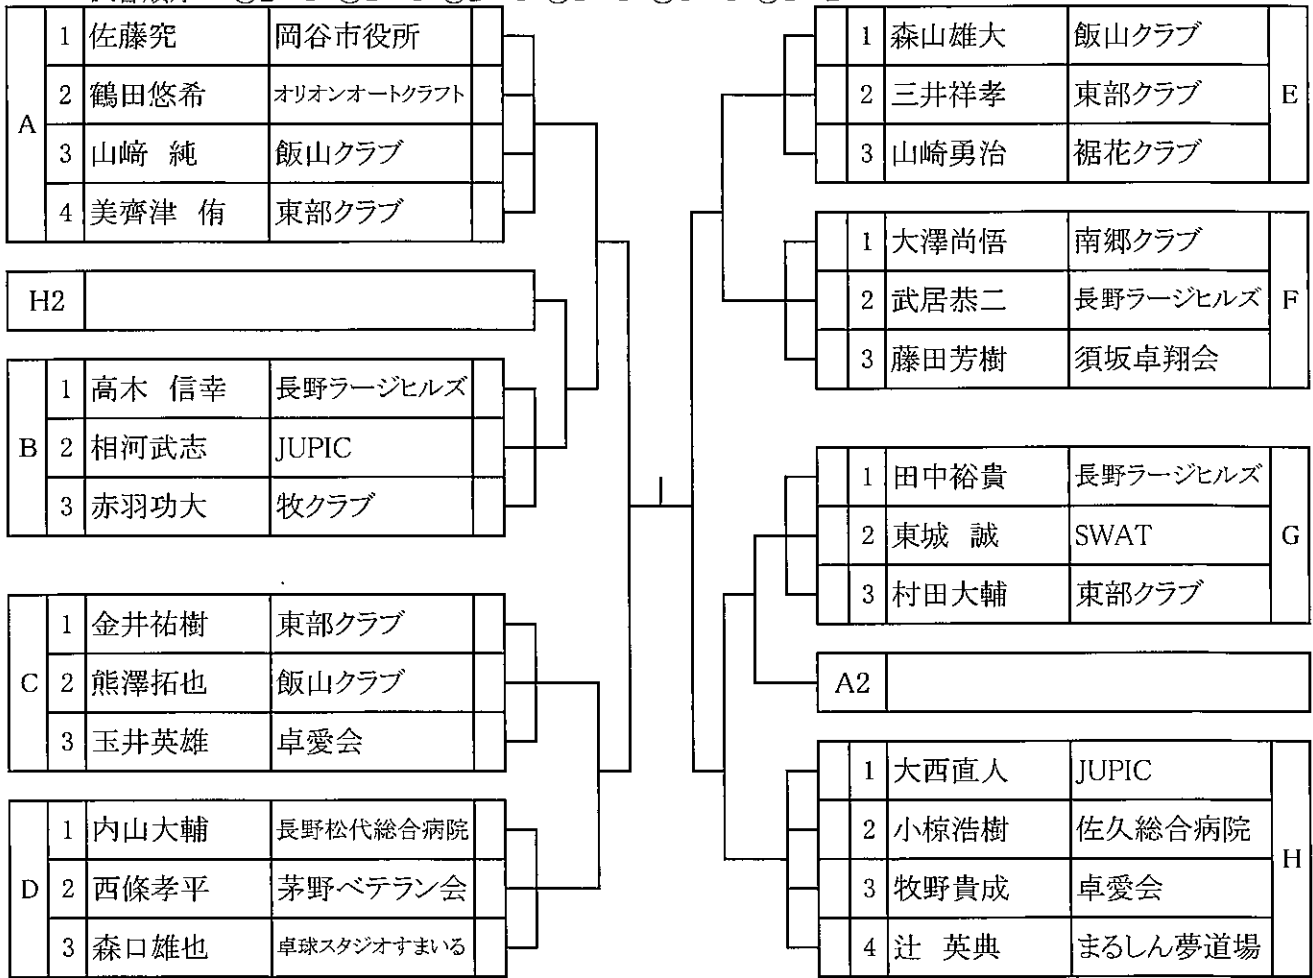 A
1 佐藤究 岡谷市役所
2 鶴田悠希 オリオンオートクラフト
3 山﨑 純 飯山クラブ
4 美齊津 侑 東部クラブ
H2
B
1 高木 信幸 長野ラージヒルズ
2 相河武志 JUPIC
3 赤羽功大 牧クラブ
C
1 金井祐樹 東部クラブ
2 熊澤拓也 飯山クラブ
3 玉井英雄 卓愛会
D
1 内山大輔 長野松代総合病院
2 西條孝平 茅野ベテラン会
3 森口雄也 卓球スタジオすまいる
1 森山雄大 飯山クラブ
2 三井祥孝 東部クラブ
3 山崎勇治 裾花クラブ
E
1 大澤尚悟 南郷クラブ
2 武居恭二 長野ラージヒルズ
3 藤田芳樹 須坂卓翔会
F
1 田中裕貴 長野ラージヒルズ
2 東城 誠 SWAT
3 村田大輔 東部クラブ
G
A2
1 大西直人 JUPIC
2 小椋浩樹 佐久総合病院
3 牧野貴成 卓愛会
4 辻 英典 まるしん夢道場
H